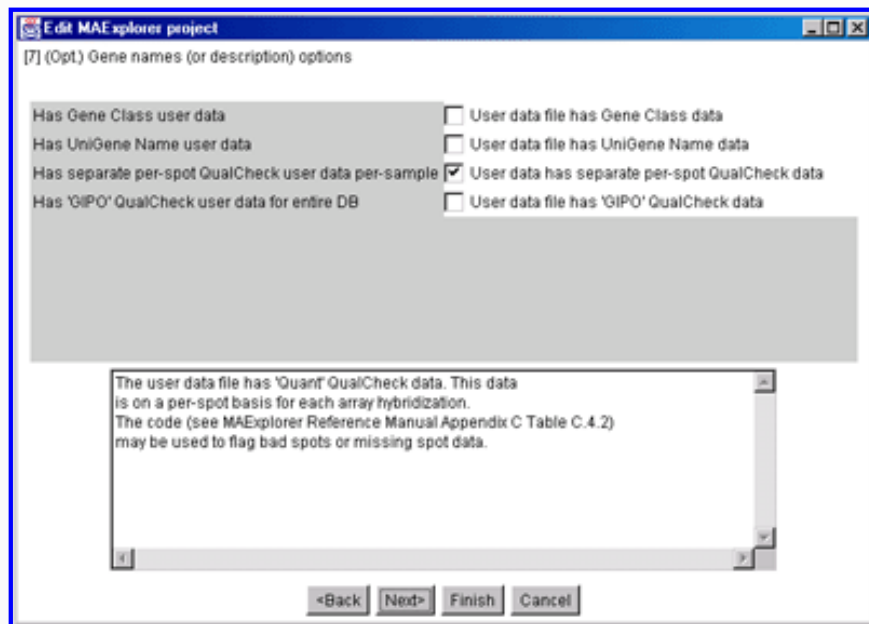 Edit MAExplorer project
[7] (Opt.) Gene names (or description) options
Has Gene Class user data User data file has Gene Class data
Has UniGene Name user data User data file has UniGene Name data
Has separate per-spot QualCheck user data per-sample User data has separate per-spot QualCheck data
Has 'GIPO' QualCheck user data for entire DB User data file has 'GIPO' QualCheck data
The user data file has 'Quant' QualCheck data. This data
is on a per-spot basis for each array hybridization.
The code (see MAExplorer Reference Manual Appendix C Table C.4.2)
may be used to flag bad spots or missing spot data.
<Back Next> Finish Cancel